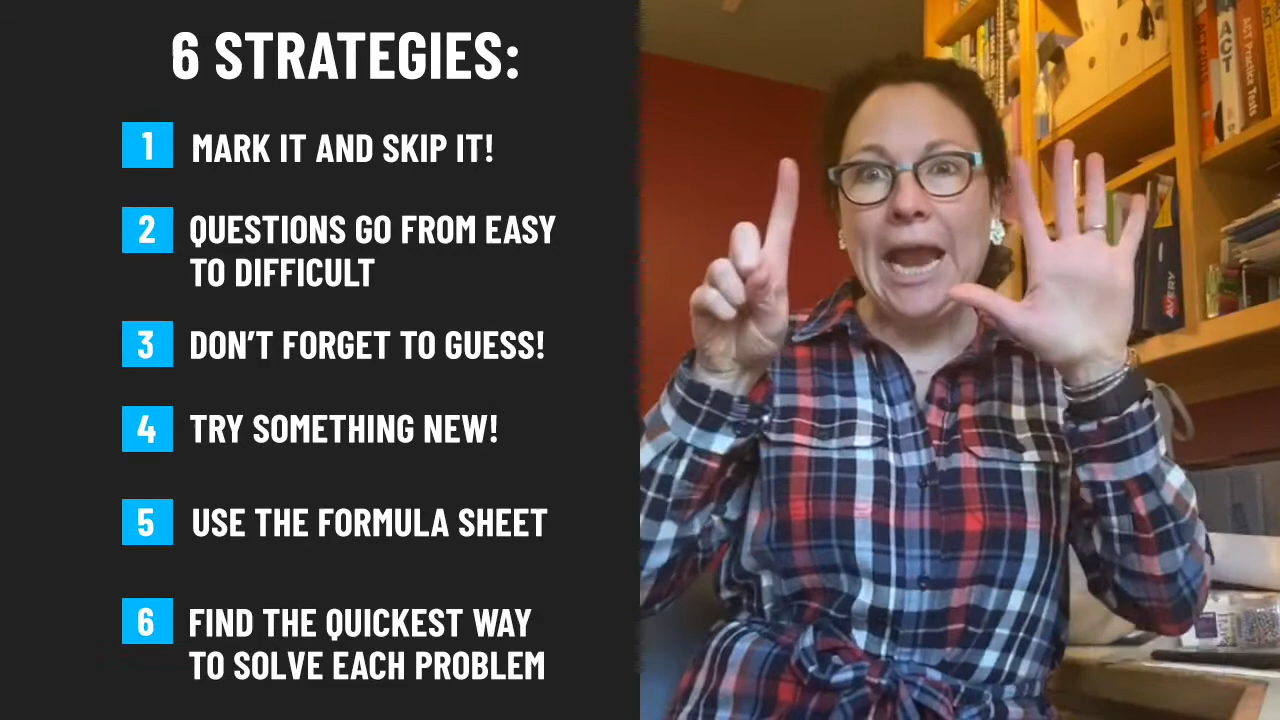 6 STRATEGIES:
1 MARK IT AND SKIP IT!
2 QUESTIONS GO FROM EASY
TO DIFFICULT
3 DON'T FORGET TO GUESS!
4 TRY SOMETHING NEW!
5 USE THE FORMULA SHEET
6 FIND THE QUICKEST WAY
TO SOLVE EACH PROBLEM
ACT
ACT Practice Tests
AVERY